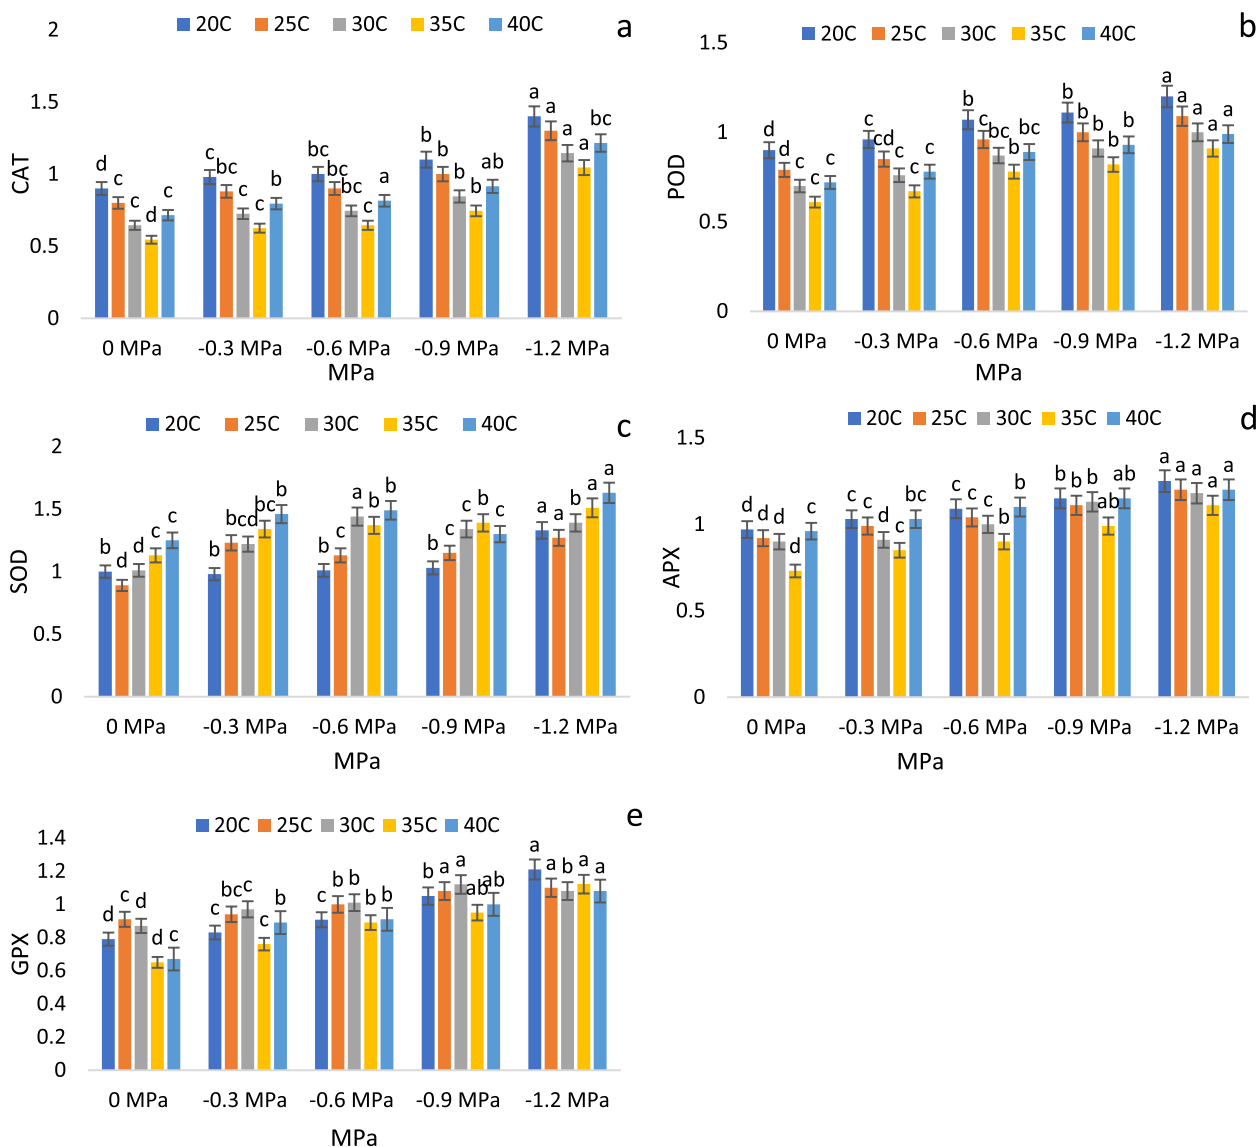 20C 25C 30C 35C 40C
a
2
1.5
1
0.5
0
CAT
d c c d c
c bc c c b
bc bc bc c a
b b b b ab
a a a a bc
0 MPa -0.3 MPa -0.6 MPa -0.9 MPa -1.2 MPa
MPa
20C 25C 30C 35C 40C
b
1.5
1
0.5
0
POD
d d c c c
c cd c c c
b c bc b bc
b b b b b
a a a a a
0 MPa -0.3 MPa -0.6 MPa -0.9 MPa -1.2 MPa
MPa
20C 25C 30C 35C 40C
c
2
1.5
1
0.5
0
SOD
b d d c c
b bc cd bc b
b c a b b
b c b b b
a a b a a
0 MPa -0.3 MPa -0.6 MPa -0.9 MPa -1.2 MPa
MPa
20C 25C 30C 35C 40C
d
1.5
1
0.5
0
APX
d d d d c
c c d c bc
c c c b b
b b b ab ab
a a a a a
0 MPa -0.3 MPa -0.6 MPa -0.9 MPa -1.2 MPa
MPa
20C 25C 30C 35C 40C
e
1.4
1.2
1
0.8
0.6
0.4
0.2
0
GPX
d c d d c
c bc c c b
c b b b b
b a a ab ab
a a b a a
0 MPa -0.3 MPa -0.6 MPa -0.9 MPa -1.2 MPa
MPa